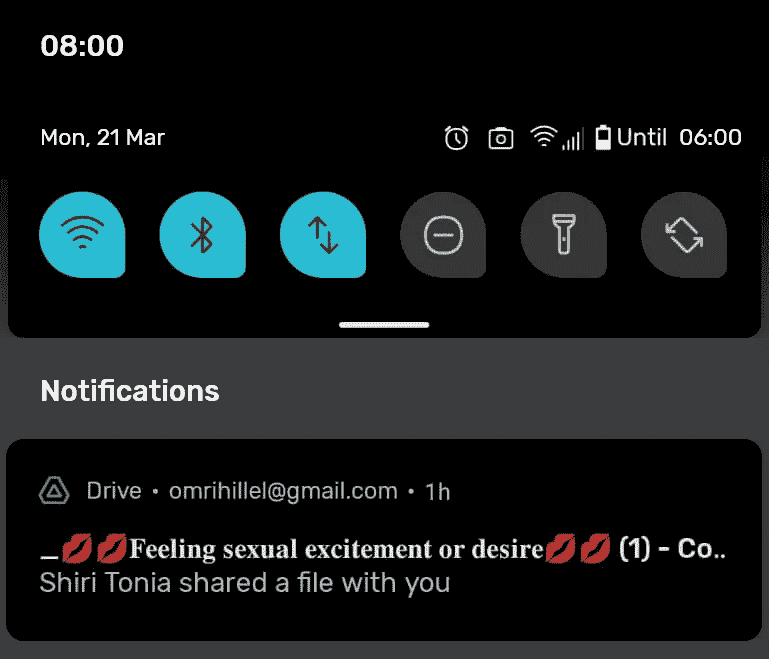 08:00
Mon, 21 Mar Until 06:00
Notifications
Drive • omrihillel@gmail.com • 1h
_💋💋Feeling sexual excitement or desire💋💋 (1) - Co..
Shiri Tonia shared a file with you